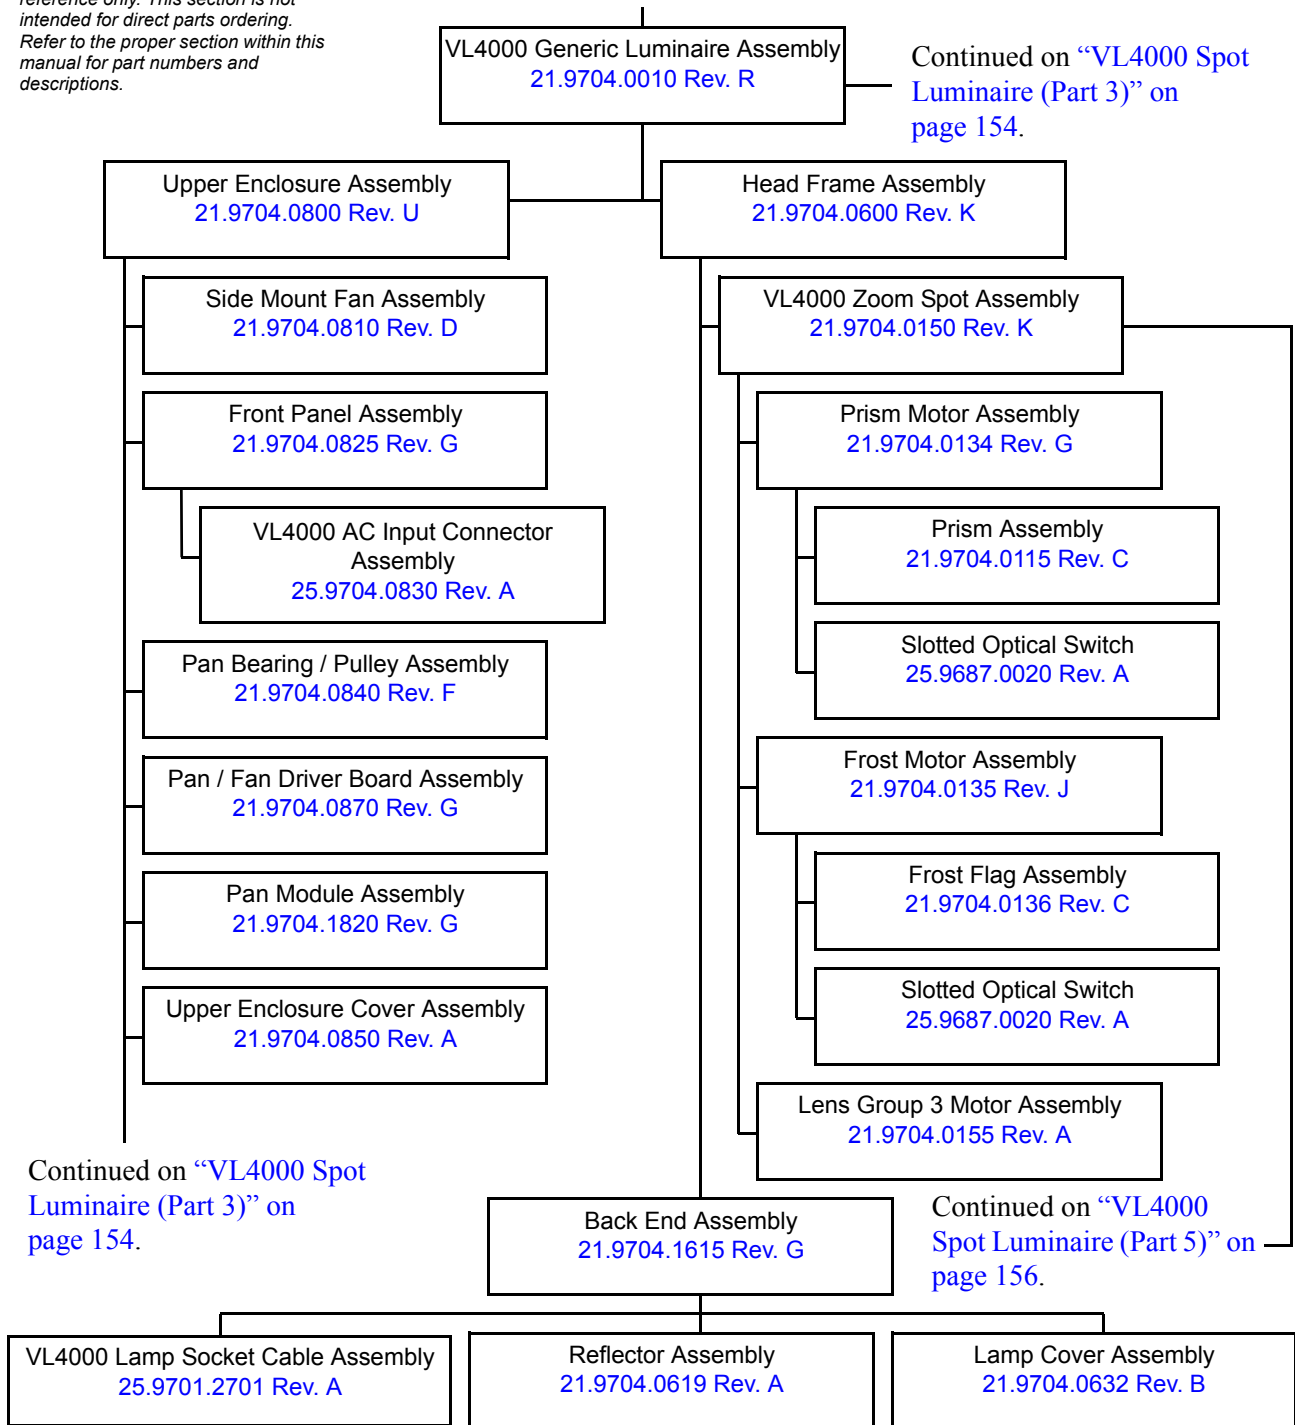 reference only. This section is not
intended for direct parts ordering.
Refer to the proper section within this
manual for part numbers and
descriptions.
VL4000 Generic Luminaire Assembly
21.9704.0010 Rev. R
Continued on “VL4000 Spot
Luminaire (Part 3)” on
page 154.
Upper Enclosure Assembly
21.9704.0800 Rev. U
Head Frame Assembly
21.9704.0600 Rev. K
Side Mount Fan Assembly
21.9704.0810 Rev. D
VL4000 Zoom Spot Assembly
21.9704.0150 Rev. K
Front Panel Assembly
21.9704.0825 Rev. G
Prism Motor Assembly
21.9704.0134 Rev. G
VL4000 AC Input Connector
Assembly
25.9704.0830 Rev. A
Prism Assembly
21.9704.0115 Rev. C
Pan Bearing / Pulley Assembly
21.9704.0840 Rev. F
Slotted Optical Switch
25.9687.0020 Rev. A
Pan / Fan Driver Board Assembly
21.9704.0870 Rev. G
Frost Motor Assembly
21.9704.0135 Rev. J
Pan Module Assembly
21.9704.1820 Rev. G
Frost Flag Assembly
21.9704.0136 Rev. C
Upper Enclosure Cover Assembly
21.9704.0850 Rev. A
Slotted Optical Switch
25.9687.0020 Rev. A
Lens Group 3 Motor Assembly
21.9704.0155 Rev. A
Continued on “VL4000 Spot
Luminaire (Part 3)” on
page 154.
Back End Assembly
21.9704.1615 Rev. G
Continued on “VL4000
Spot Luminaire (Part 5)” on
page 156.
VL4000 Lamp Socket Cable Assembly
25.9701.2701 Rev. A
Reflector Assembly
21.9704.0619 Rev. A
Lamp Cover Assembly
21.9704.0632 Rev. B